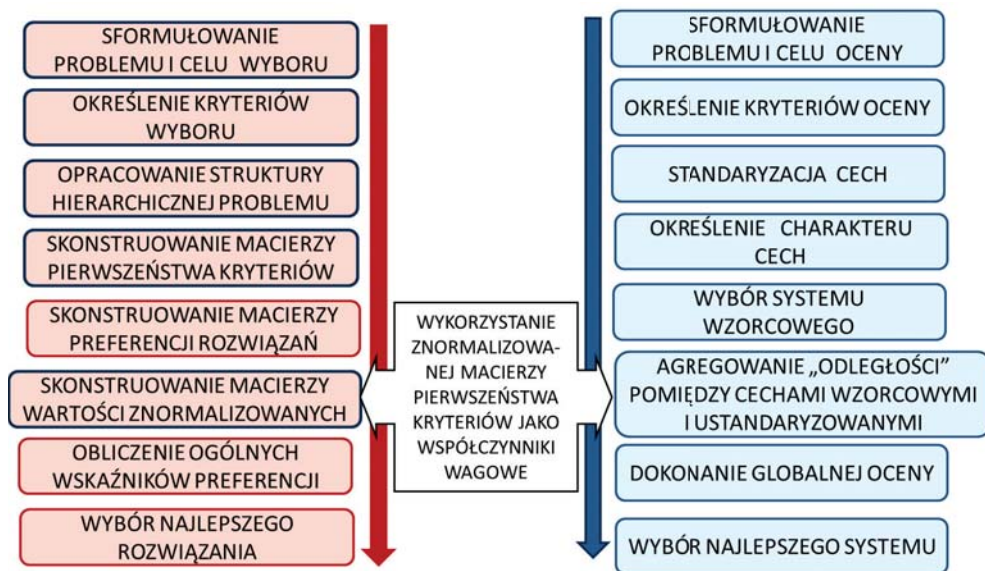 SFORMUŁOWANIE
PROBLEMU I CELU WYBORU
OKREŚLENIE KRYTERIÓW
WYBORU
OPRACOWANIE STRUKTURY
HIERARCHICZNEJ PROBLEMU
SKONSTRUOWANIE MACIERZY
PIERWSZEŃSTWA KRYTERIÓW
SKONSTRUOWANIE MACIERZY
PREFERENCJI ROZWIĄZAŃ
SKONSTRUOWANIE MACIERZY
WARTOŚCI ZNORMALIZOWANYCH
OBLICZENIE OGÓLNYCH
WSKAŹNIKÓW PREFERENCJI
WYBÓR NAJLEPSZEGO
ROZWIĄZANIA
WYKORZYSTANIE
ZNORMALIZOWA-
NEJ MACIERZY
PIERWSZEŃSTWA
KRYTERIÓW JAKO
WSPÓŁCZYNNIKI
WAGOWE
SFORMUŁOWANIE
PROBLEMU I CELU OCENY
OKREŚLENIE KRYTERIÓW OCENY
STANDARYZACJA CECH
OKREŚLENIE CHARAKTERU
CECH
WYBÓR SYSTEMU
WZORCOWEGO
AGREGOWANIE „ODLEGŁOŚCI”
POMIĘDZY CECHAMI WZORCOWYMI
I USTANDARYZOWANYMI
DOKONANIE GLOBALNEJ OCENY
WYBÓR NAJLEPSZEGO SYSTEMU